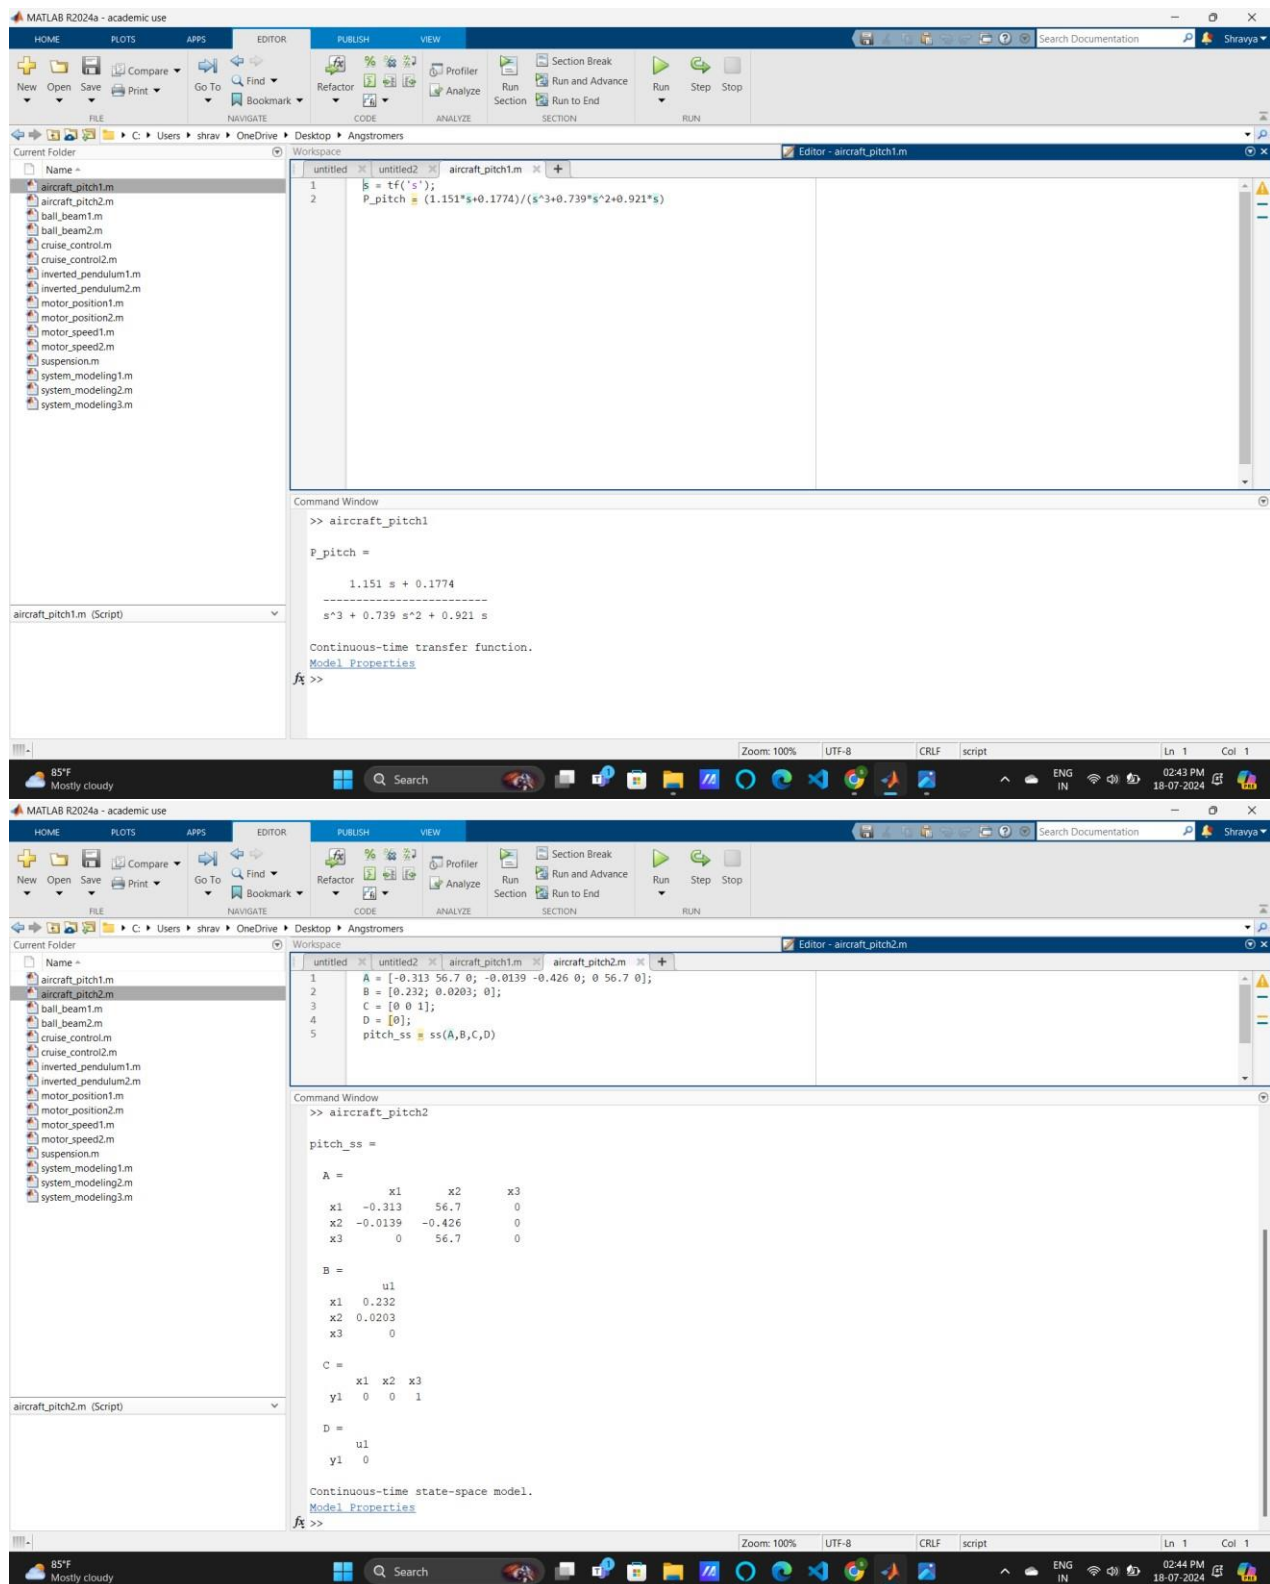 MATLAB R2024a - academic use
HOME PLOTS APPS EDITOR PUBLISH VIEW Search Documentation Shravya
New Open Save Compare Print Go To Find Bookmark Refactor Profiler Analyze Run Section Section Break Run and Advance Run to End Run Step Stop
FILE NAVIGATE CODE ANALYZE SECTION RUN
C: Users shrav OneDrive Desktop Angstromers
Current Folder Workspace Editor - aircraft_pitch1.m
Name untitled untitled2 aircraft_pitch1.m
aircraft_pitch1.m
aircraft_pitch2.m
ball_beam1.m
ball_beam2.m
cruise_control.m
cruise_control2.m
inverted_pendulum1.m
inverted_pendulum2.m
motor_position1.m
motor_position2.m
motor_speed1.m
motor_speed2.m
suspension.m
system_modeling1.m
system_modeling2.m
system_modeling3.m
1 s = tf('s');
2 P_pitch = (1.151*s+0.1774)/(s^3+0.739*s^2+0.921*s)
Command Window
>> aircraft_pitch1
P_pitch =
1.151 s + 0.1774
-------------------------
s^3 + 0.739 s^2 + 0.921 s
Continuous-time transfer function.
Model Properties
fx >>
aircraft_pitch1.m (Script)
Zoom: 100% UTF-8 CRLF script Ln 1 Col 1
85°F
Mostly cloudy
Search
ENG
IN
02:43 PM
18-07-2024
MATLAB R2024a - academic use
HOME PLOTS APPS EDITOR PUBLISH VIEW Search Documentation Shravya
New Open Save Compare Print Go To Find Bookmark Refactor Profiler Analyze Run Section Section Break Run and Advance Run to End Run Step Stop
FILE NAVIGATE CODE ANALYZE SECTION RUN
C: Users shrav OneDrive Desktop Angstromers
Current Folder Workspace Editor - aircraft_pitch2.m
Name untitled untitled2 aircraft_pitch1.m aircraft_pitch2.m
aircraft_pitch1.m
aircraft_pitch2.m
ball_beam1.m
ball_beam2.m
cruise_control.m
cruise_control2.m
inverted_pendulum1.m
inverted_pendulum2.m
motor_position1.m
motor_position2.m
motor_speed1.m
motor_speed2.m
suspension.m
system_modeling1.m
system_modeling2.m
system_modeling3.m
1 A = [-0.313 56.7 0; -0.0139 -0.426 0; 0 56.7 0];
2 B = [0.232; 0.0203; 0];
3 C = [0 0 1];
4 D = [0];
5 pitch_ss = ss(A,B,C,D)
Command Window
>> aircraft_pitch2
pitch_ss =
A =
x1 x2 x3
x1 -0.313 56.7 0
x2 -0.0139 -0.426 0
x3 0 56.7 0
B =
u1
x1 0.232
x2 0.0203
x3 0
C =
x1 x2 x3
y1 0 0 1
D =
u1
y1 0
Continuous-time state-space model.
Model Properties
fx >>
aircraft_pitch2.m (Script)
Zoom: 100% UTF-8 CRLF script Ln 1 Col 1
85°F
Mostly cloudy
Search
ENG
IN
02:44 PM
18-07-2024